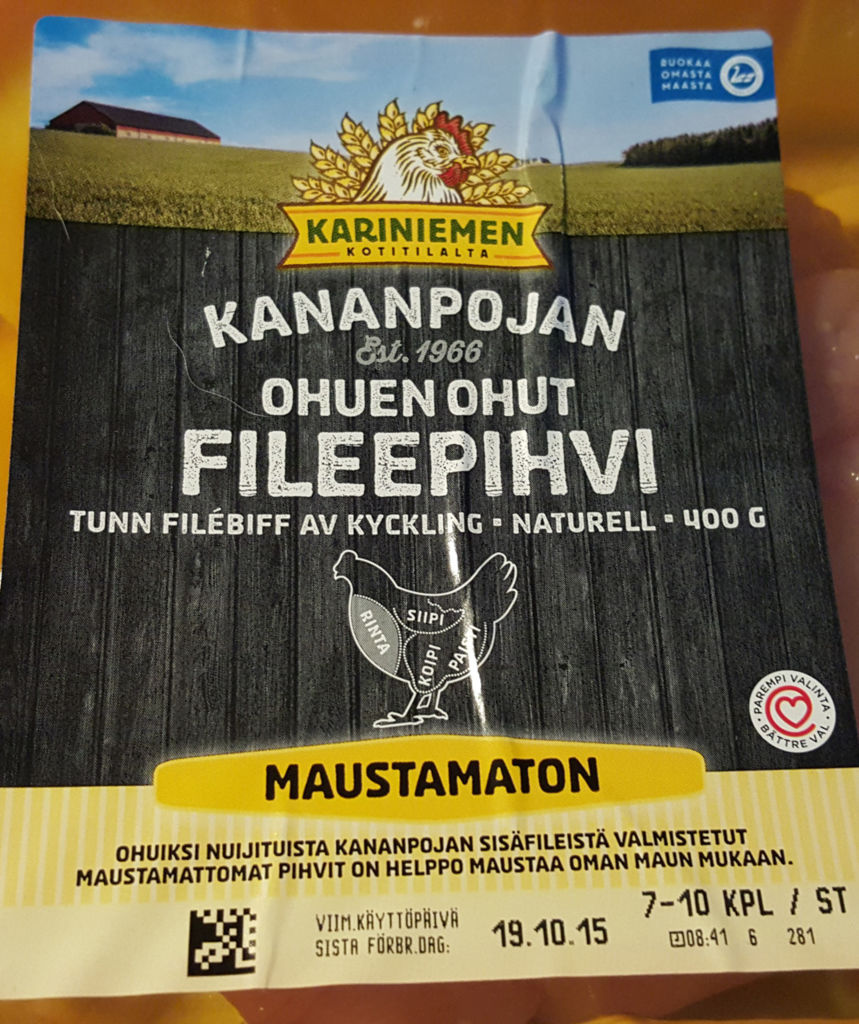 RUOKAA
OMASTA
MAASTA
KARINIEMEN
KOTITILALTA
KANANPOJAN
Est. 1966
OHUEN OHUT
FILEEPIHVI
TUNN FILÉBIFF AV KYCKLING ▪ NATURELL ▪ 400 G
SIIPI
RINTA
KOIPI
PAISTI
PAREMPI VALINTA
BÄTTRE VAL
MAUSTAMATON
OHUIKSI NUIJITUISTA KANANPOJAN SISÄFILEISTÄ VALMISTETUT
MAUSTAMATTOMAT PIHVIT ON HELPPO MAUSTAA OMAN MAUN MUKAAN.
7-10 KPL / ST
VIIM.KÄYTTÖPÄIVÄ 19.10.15
SISTA FÖRBR.DAG:
08:41 6 281